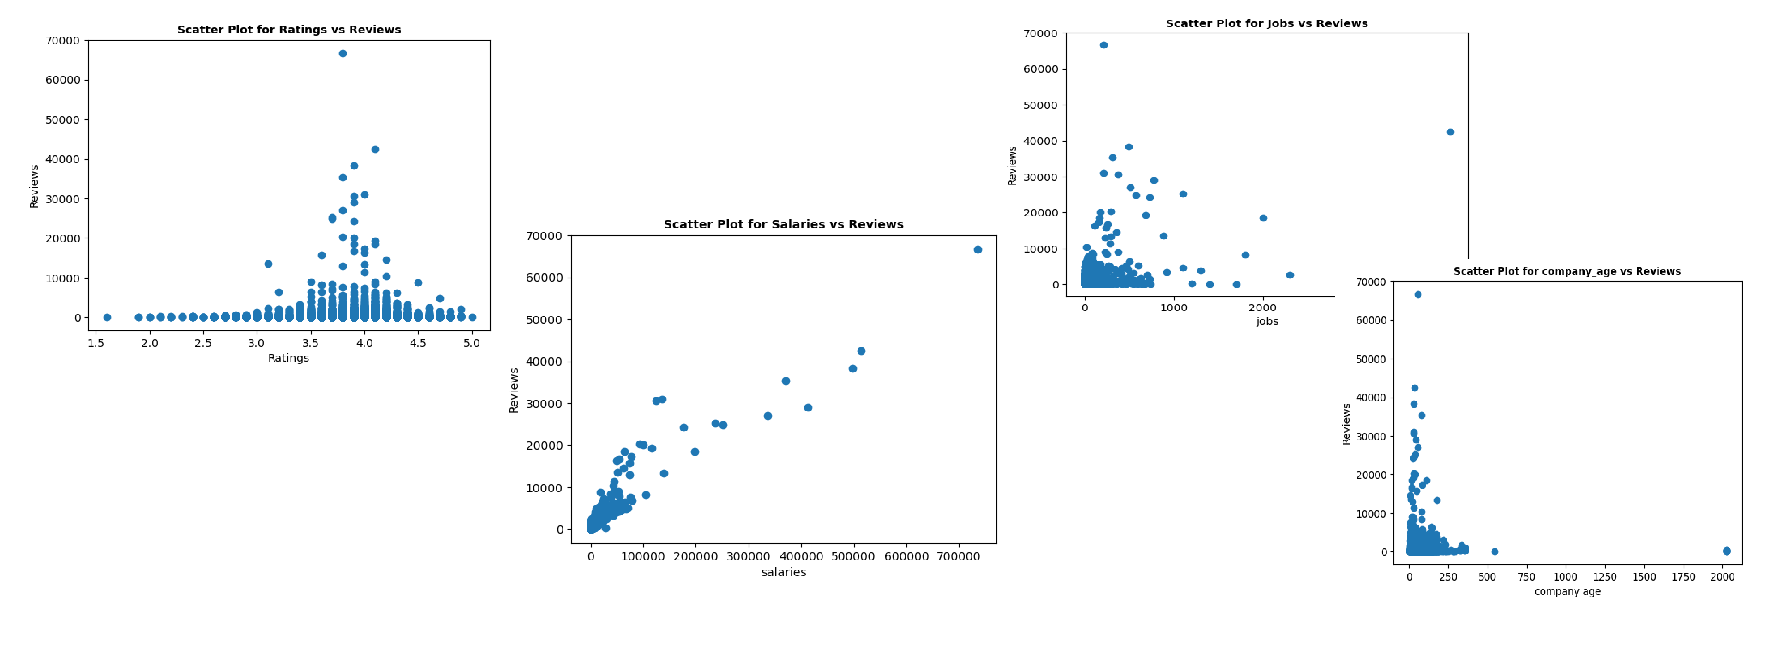 Scatter Plot for Ratings vs Reviews
70000
60000
50000
40000
30000
20000
10000
0
Reviews
1.5 2.0 2.5 3.0 3.5 4.0 4.5 5.0
Ratings
Scatter Plot for Salaries vs Reviews
70000
60000
50000
40000
30000
20000
10000
0
Reviews
0 100000 200000 300000 400000 500000 600000 700000
salaries
Scatter Plot for Jobs vs Reviews
70000
60000
50000
40000
30000
20000
10000
0
Reviews
0 1000 2000
jobs
Scatter Plot for company_age vs Reviews
70000
60000
50000
40000
30000
20000
10000
0
Reviews
0 250 500 750 1000 1250 1500 1750 2000
company age